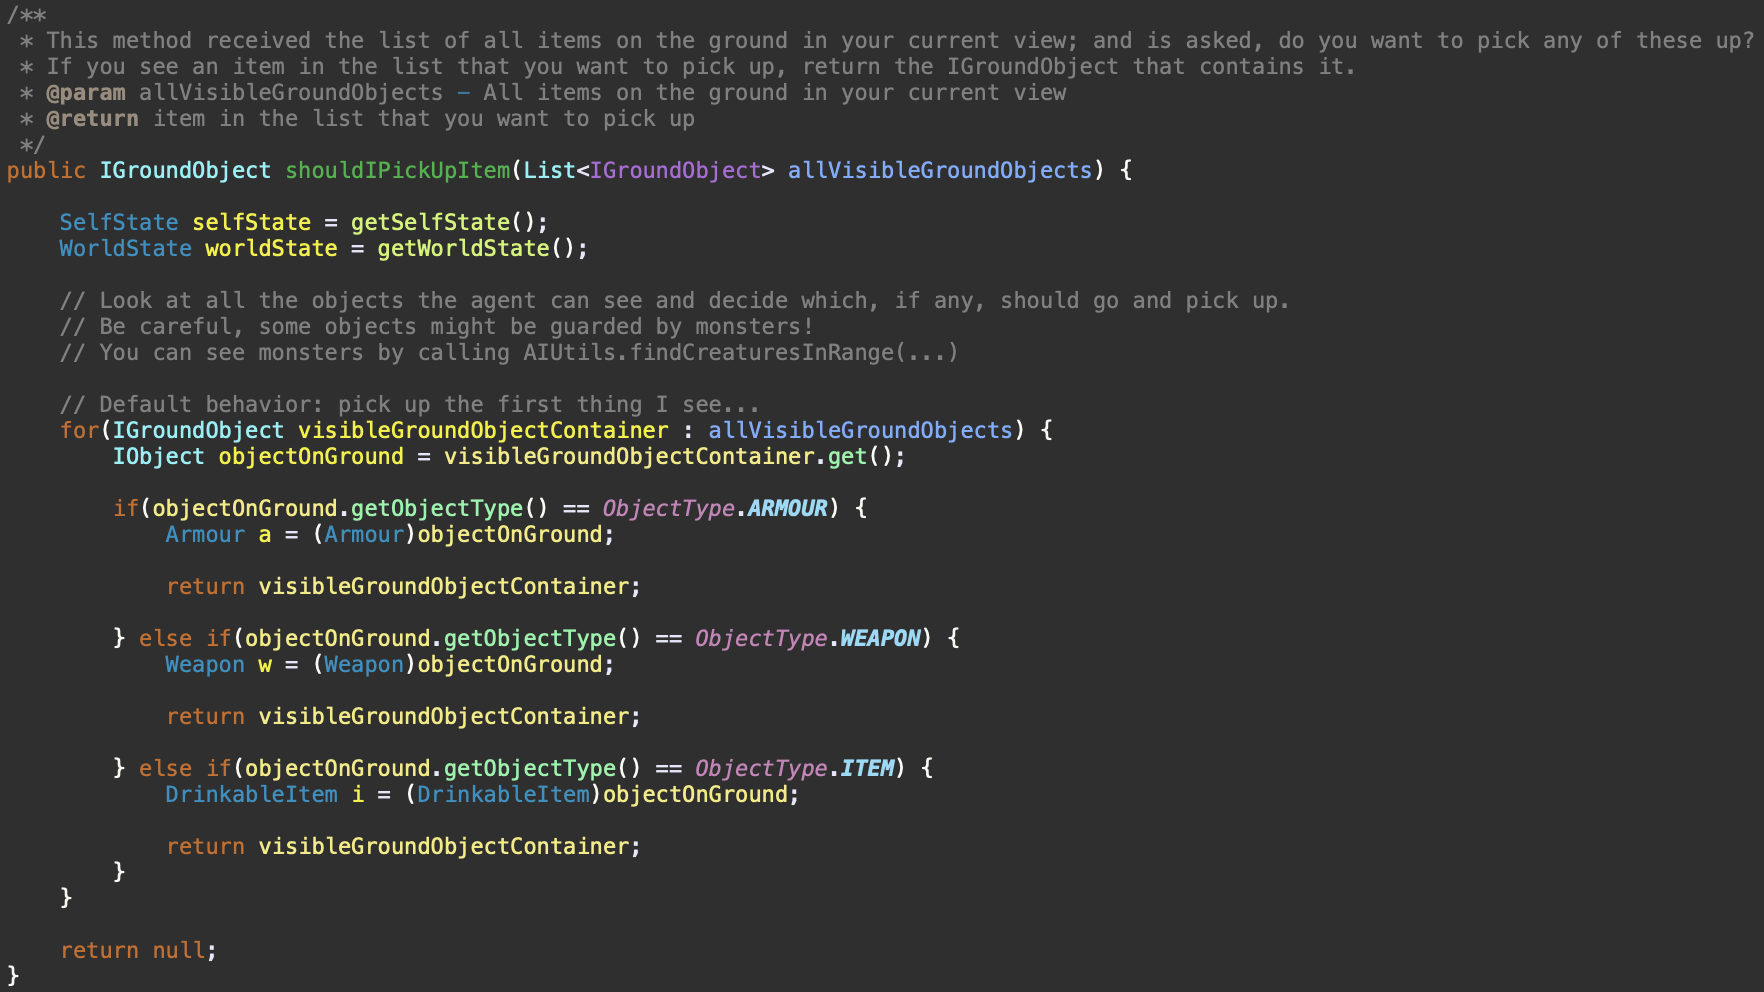 /**
 * This method received the list of all items on the ground in your current view; and is asked, do you want to pick any of these up?
 * If you see an item in the list that you want to pick up, return the IGroundObject that contains it.
 * @param allVisibleGroundObjects – All items on the ground in your current view
 * @return item in the list that you want to pick up
 */
public IGroundObject shouldIPickUpItem(List<IGroundObject> allVisibleGroundObjects) {

    SelfState selfState = getSelfState();
    WorldState worldState = getWorldState();

    // Look at all the objects the agent can see and decide which, if any, should go and pick up.
    // Be careful, some objects might be guarded by monsters!
    // You can see monsters by calling AIUtils.findCreaturesInRange(...)

    // Default behavior: pick up the first thing I see...
    for(IGroundObject visibleGroundObjectContainer : allVisibleGroundObjects) {
        IObject objectOnGround = visibleGroundObjectContainer.get();

        if(objectOnGround.getObjectType() == ObjectType.ARMOUR) {
            Armour a = (Armour)objectOnGround;

            return visibleGroundObjectContainer;

        } else if(objectOnGround.getObjectType() == ObjectType.WEAPON) {
            Weapon w = (Weapon)objectOnGround;

            return visibleGroundObjectContainer;

        } else if(objectOnGround.getObjectType() == ObjectType.ITEM) {
            DrinkableItem i = (DrinkableItem)objectOnGround;

            return visibleGroundObjectContainer;
        }
    }

    return null;
}